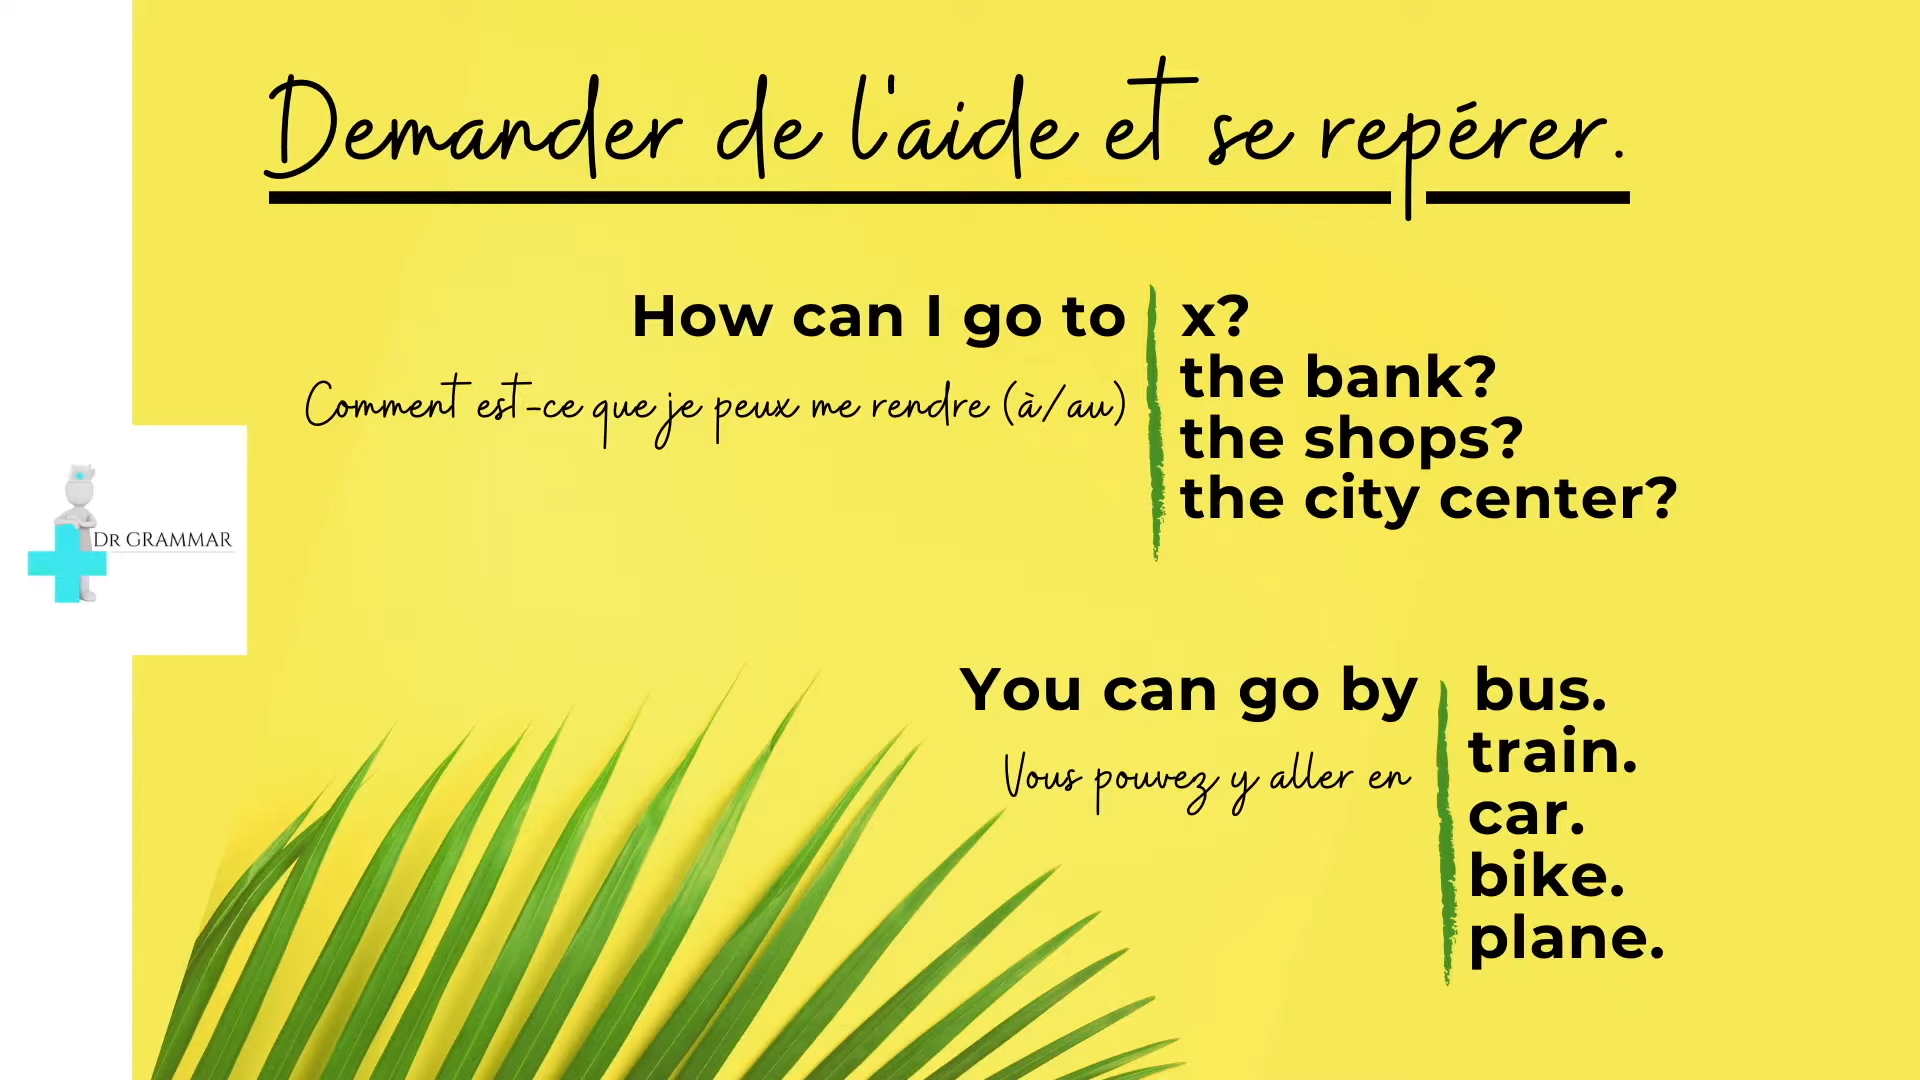 Demander de l'aide et se repérer.
How can I go to
Comment est-ce que je peux me rendre (à/au)
x?
the bank?
the shops?
the city center?
DR GRAMMAR
You can go by
Vous pouvez y aller en
bus.
train.
car.
bike.
plane.